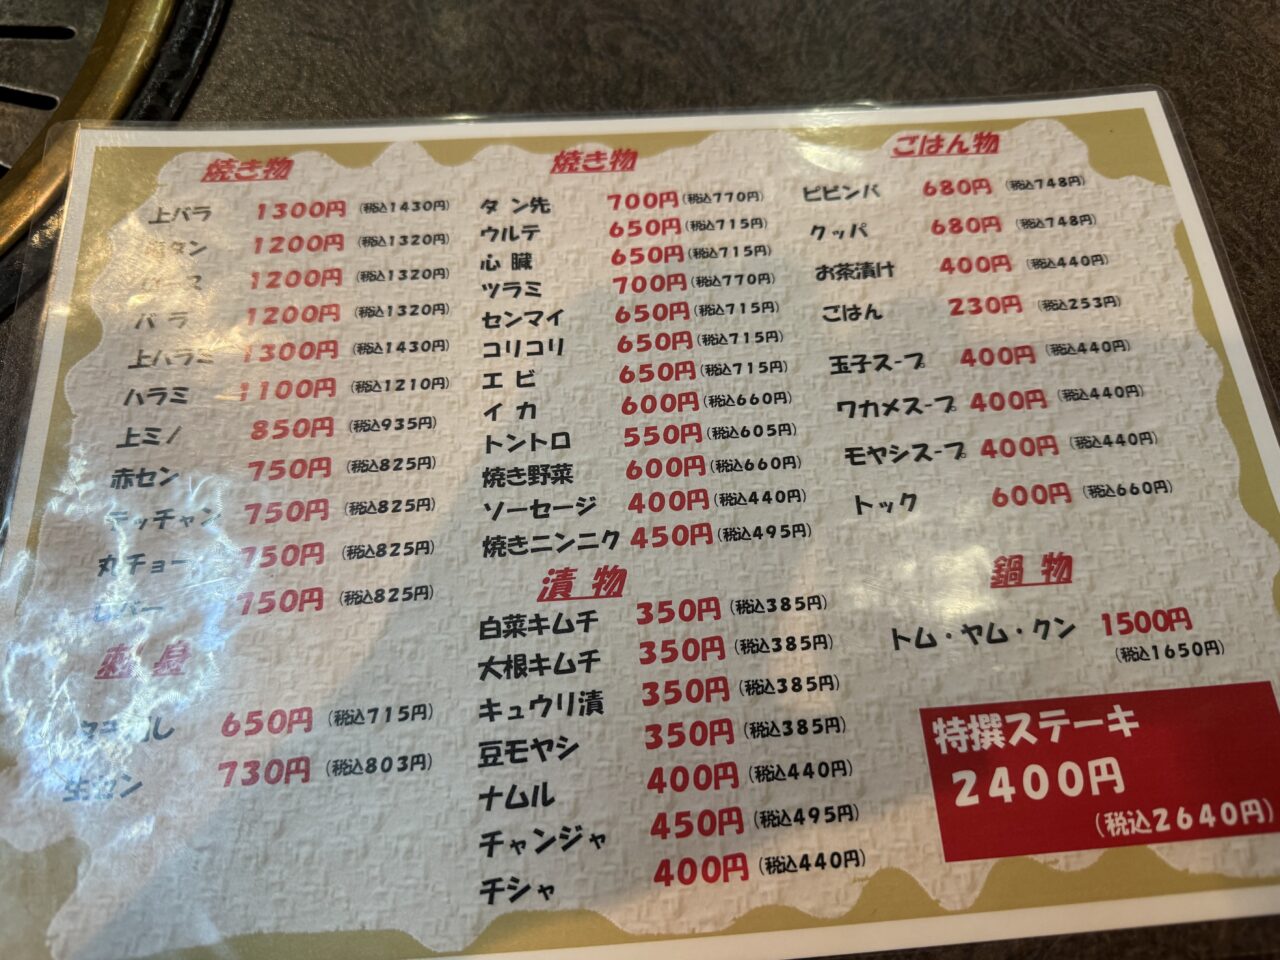 焼き物
上バラ 1300円 (税込1430円)
タン 1200円 (税込1320円)
1200円 (税込1320円)
バラ 1200円 (税込1320円)
上ハラミ 1300円 (税込1430円)
ハラミ 1100円 (税込1210円)
上ミノ 850円 (税込935円)
赤セン 750円 (税込825円)
テッチャン 750円 (税込825円)
丸チョー 750円 (税込825円)
レバー 750円 (税込825円)
刺身
650円 (税込715円)
生セン 730円 (税込803円)
焼き物
タン先 700円 (税込770円)
ウルテ 650円 (税込715円)
心臓 650円 (税込715円)
ツラミ 700円 (税込770円)
センマイ 650円 (税込715円)
コリコリ 650円 (税込715円)
エビ 650円 (税込715円)
イカ 600円 (税込660円)
トントロ 550円 (税込605円)
焼き野菜 600円 (税込660円)
ソーセージ 400円 (税込440円)
焼きニンニク 450円 (税込495円)
漬物
白菜キムチ 350円 (税込385円)
大根キムチ 350円 (税込385円)
キュウリ漬 350円 (税込385円)
豆モヤシ 350円 (税込385円)
ナムル 400円 (税込440円)
チャンジャ 450円 (税込495円)
チシャ 400円 (税込440円)
ごはん物
ビビンバ 680円 (税込748円)
クッパ 680円 (税込748円)
お茶漬け 400円 (税込440円)
ごはん 230円 (税込253円)
玉子スープ 400円 (税込440円)
ワカメスープ 400円 (税込440円)
モヤシスープ 400円 (税込440円)
トック 600円 (税込660円)
鍋物
トム・ヤム・クン 1500円
(税込1650円)
特撰ステーキ
2400円
(税込2640円)